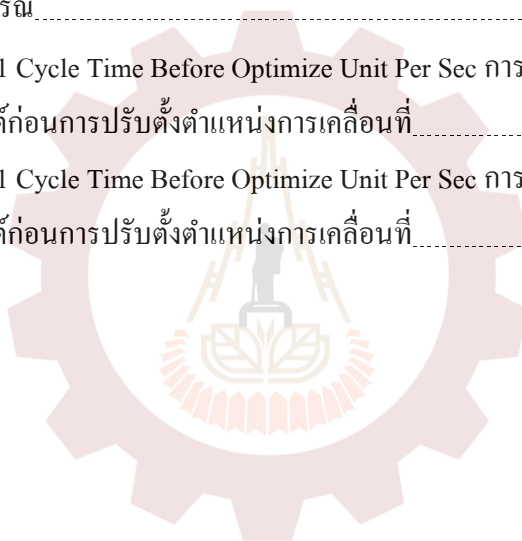 รณ
1 Cycle Time Before Optimize Unit Per Sec การ
ค์ก่อนการปรับตั้งตำแหน่งการเคลื่อนที่
1 Cycle Time Before Optimize Unit Per Sec การ
ค์ก่อนการปรับตั้งตำแหน่งการเคลื่อนที่